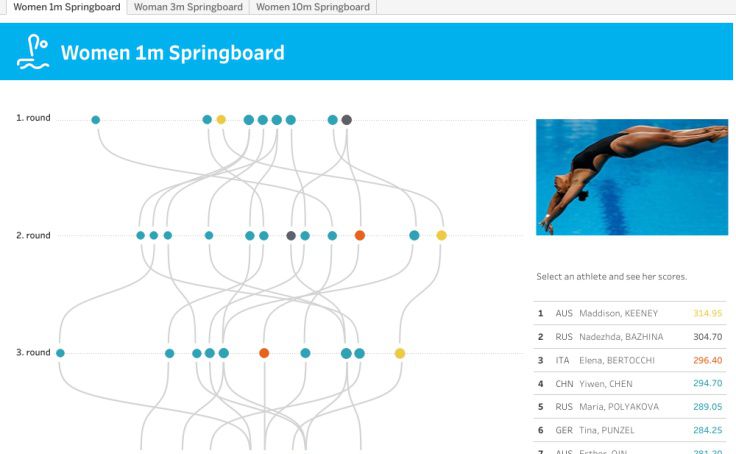 Women 1m Springboard
Woman 3m Springboard
Women 10m Springboard
Women 1m Springboard
1. round
2. round
3. round
Select an athlete and see her scores.
1 AUS Maddison, KEENEY 314.95
2 RUS Nadezhda, BAZHINA 304.70
3 ITA Elena, BERTOCCHI 296.40
4 CHN Yiwen, CHEN 294.70
5 RUS Maria, POLYAKOVA 289.05
6 GER Tina, PUNZEL 284.25
7 AUS Esther, QIN 281.20